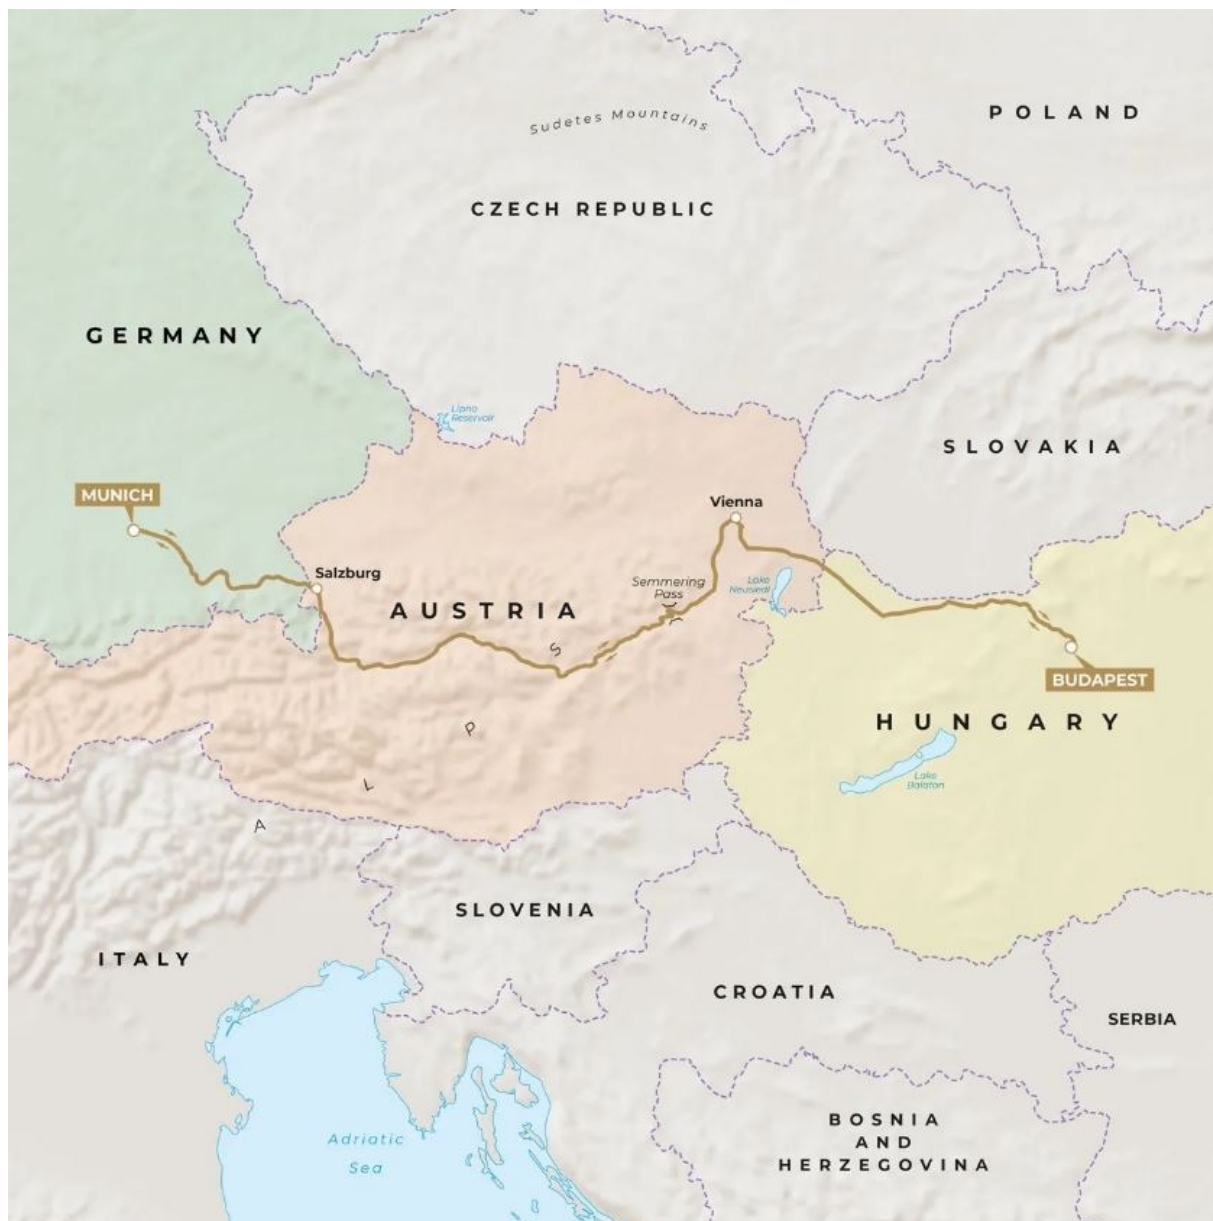 POLAND
Sudetes Mountains
CZECH REPUBLIC
GERMANY
Lipno
Reservoir
SLOVAKIA
MUNICH
Vienna
Salzburg
Semmering
Pass
Lake
Neusiedl
AUSTRIA
BUDAPEST
HUNGARY
Lake
Balaton
A L P S
SLOVENIA
ITALY
CROATIA
SERBIA
BOSNIA
AND
HERZEGOVINA
Adriatic
Sea